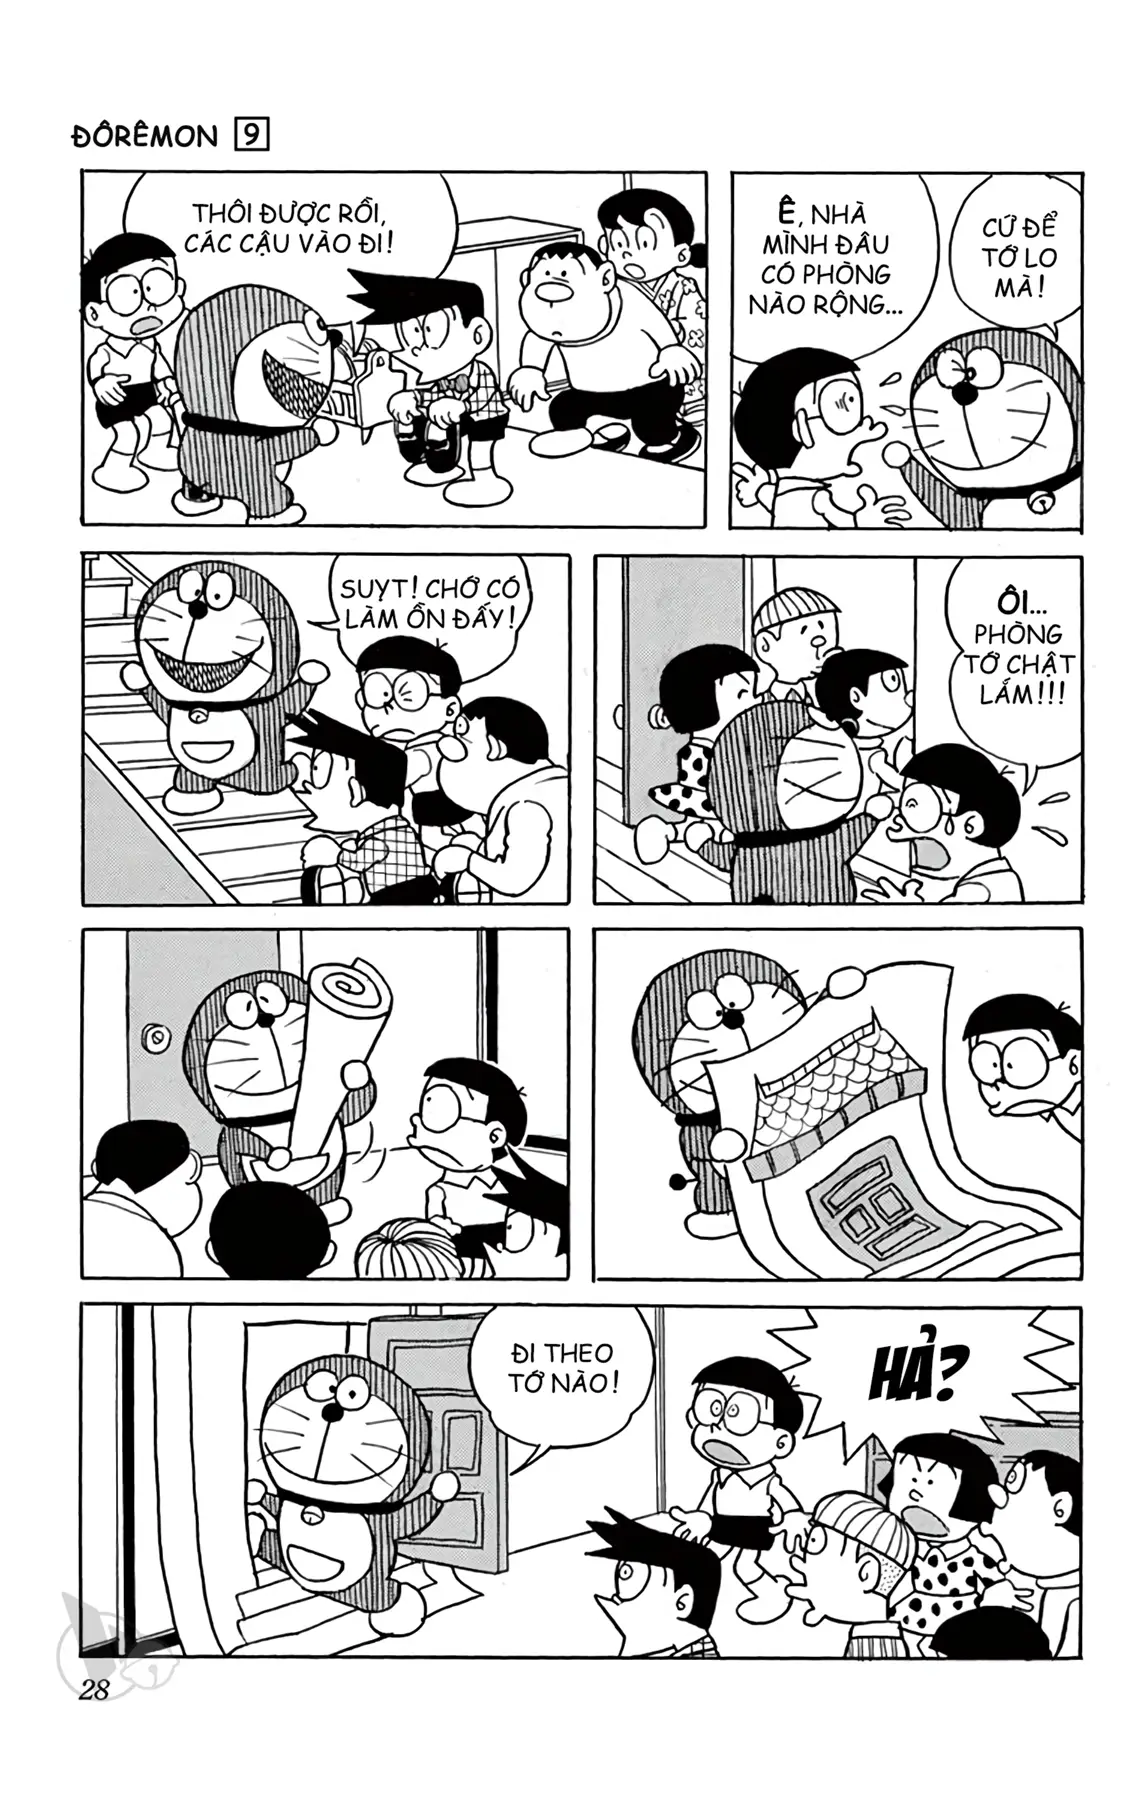 ĐÔRÊMON 9
THÔI ĐƯỢC RỒI,
CÁC CẬU VÀO ĐI!
Ê, NHÀ
MÌNH ĐÂU
CÓ PHÒNG
NÀO RỘNG...
CỨ ĐỂ
TỚ LO
MÀ!
SUỴT! CHỚ CÓ
LÀM ỒN ĐẤY!
ÔI...
PHÒNG
TỚ CHẬT
LẮM!!!
ĐI THEO
TỚ NÀO!
HẢ?
28